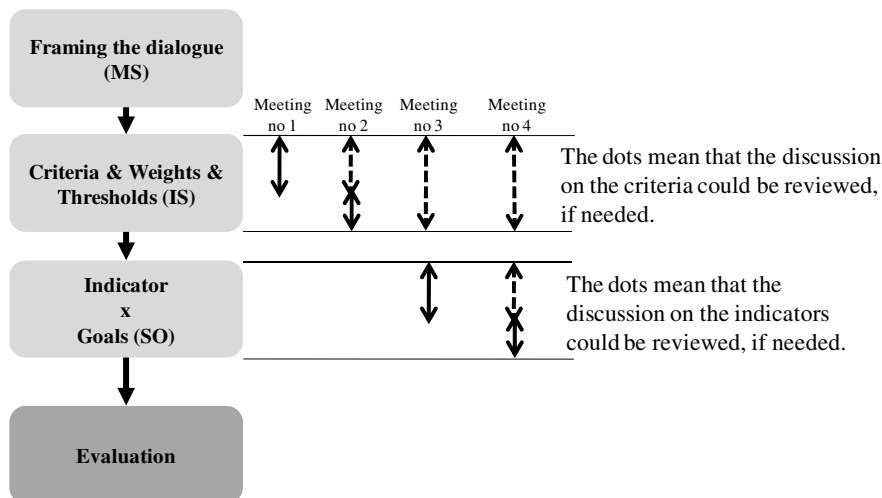 Framing the dialogue
(MS)
Meeting
no 1
Meeting
no 2
Meeting
no 3
Meeting
no 4
Criteria & Weights &
Thresholds (IS)
The dots mean that the discussion
on the criteria could be reviewed,
if needed.
Indicator
x
Goals (SO)
The dots mean that the
discussion on the indicators
could be reviewed, if needed.
Evaluation